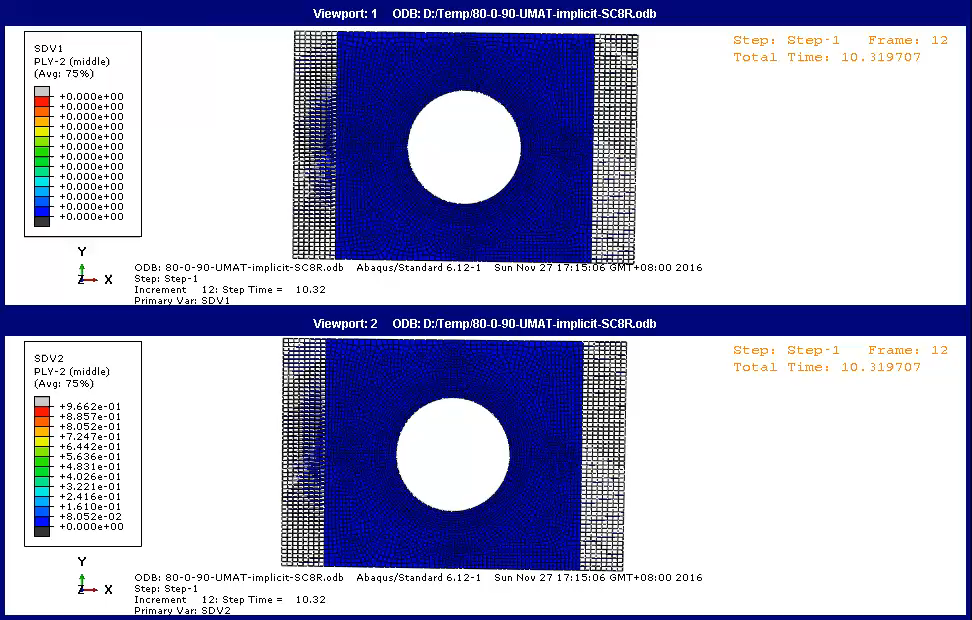 Viewport: 1 ODB: D:/Temp/80-0-90-UMAT-implicit-SC8R.odb
SDV1
PLY-2 (middle)
(Avg: 75%)
+0.000e+00
+0.000e+00
+0.000e+00
+0.000e+00
+0.000e+00
+0.000e+00
+0.000e+00
+0.000e+00
+0.000e+00
+0.000e+00
+0.000e+00
+0.000e+00
+0.000e+00
Step: Step-1 Frame: 12
Total Time: 10.319707
Y
Z X
ODB: 80-0-90-UMAT-implicit-SC8R.odb Abaqus/Standard 6.12-1 Sun Nov 27 17:15:06 GMT+08:00 2016
Step: Step-1
Increment 12: Step Time = 10.32
Primary Var: SDV1
Viewport: 2 ODB: D:/Temp/80-0-90-UMAT-implicit-SC8R.odb
SDV2
PLY-2 (middle)
(Avg: 75%)
+9.662e-01
+8.857e-01
+8.052e-01
+7.247e-01
+6.442e-01
+5.636e-01
+4.831e-01
+4.026e-01
+3.221e-01
+2.416e-01
+1.610e-01
+8.052e-02
+0.000e+00
Step: Step-1 Frame: 12
Total Time: 10.319707
Y
Z X
ODB: 80-0-90-UMAT-implicit-SC8R.odb Abaqus/Standard 6.12-1 Sun Nov 27 17:15:06 GMT+08:00 2016
Step: Step-1
Increment 12: Step Time = 10.32
Primary Var: SDV2